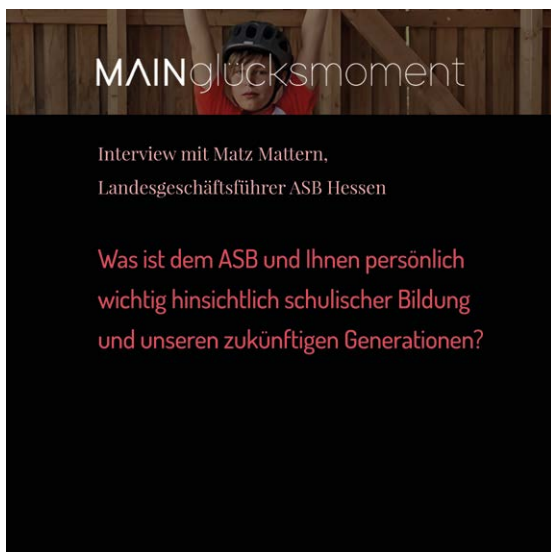 MAINglücksmoment
Interview mit Matz Mattern,
Landesgeschäftsführer ASB Hessen
Was ist dem ASB und Ihnen persönlich
wichtig hinsichtlich schulischer Bildung
und unseren zukünftigen Generationen?